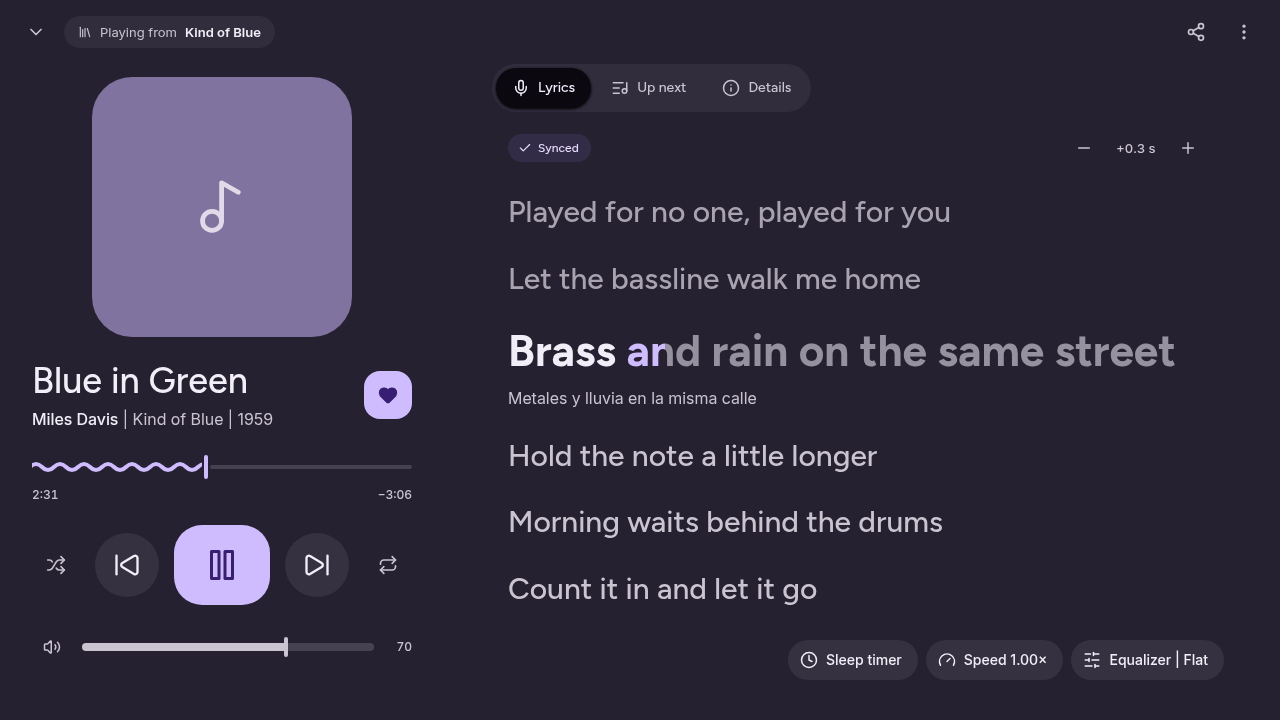 Playing from Kind of Blue
Lyrics
Up next
Details
Synced
+0.3 s
Played for no one, played for you
Let the bassline walk me home
Brass and rain on the same street
Metales y lluvia en la misma calle
Hold the note a little longer
Morning waits behind the drums
Count it in and let it go
Blue in Green
Miles Davis | Kind of Blue | 1959
2:31
−3:06
70
Sleep timer
Speed 1.00×
Equalizer | Flat